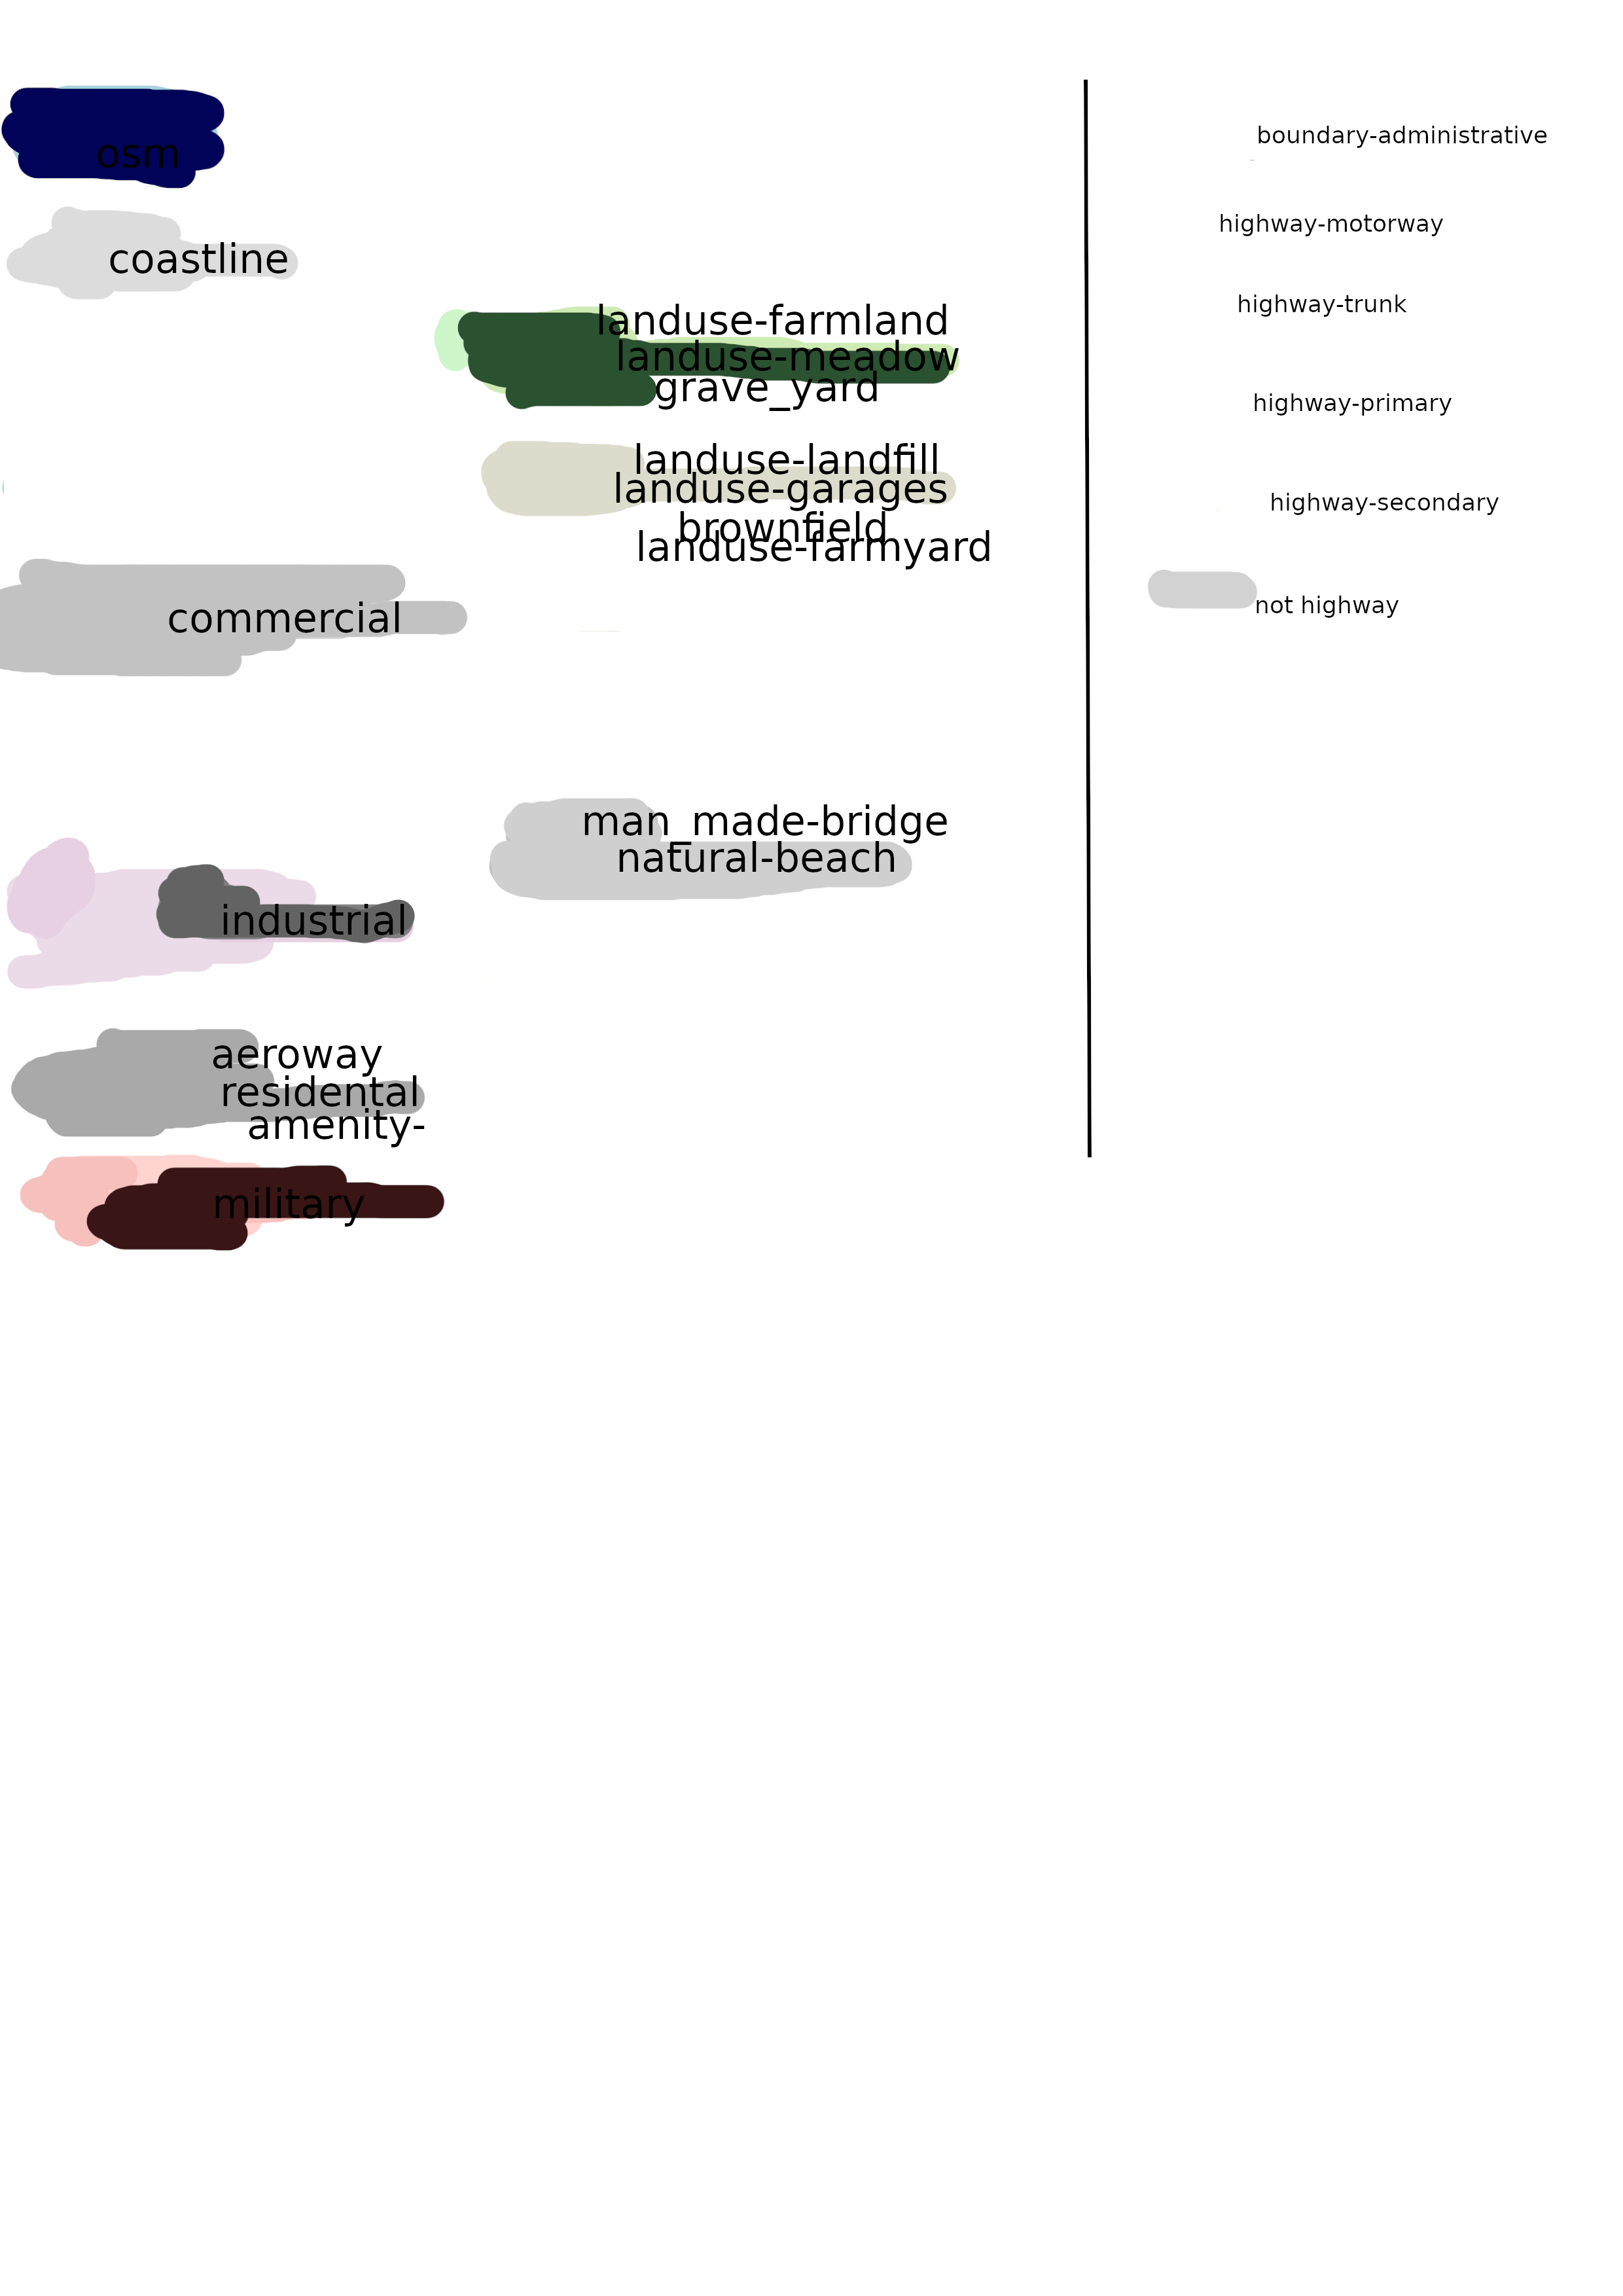 osm
coastline
landuse-farmland
landuse-meadow
grave_yard
landuse-landfill
landuse-garages
brownfield
landuse-farmyard
commercial
man_made-bridge
natural-beach
industrial
aeroway
residental
amenity-
military
boundary-administrative
highway-motorway
highway-trunk
highway-primary
highway-secondary
not highway